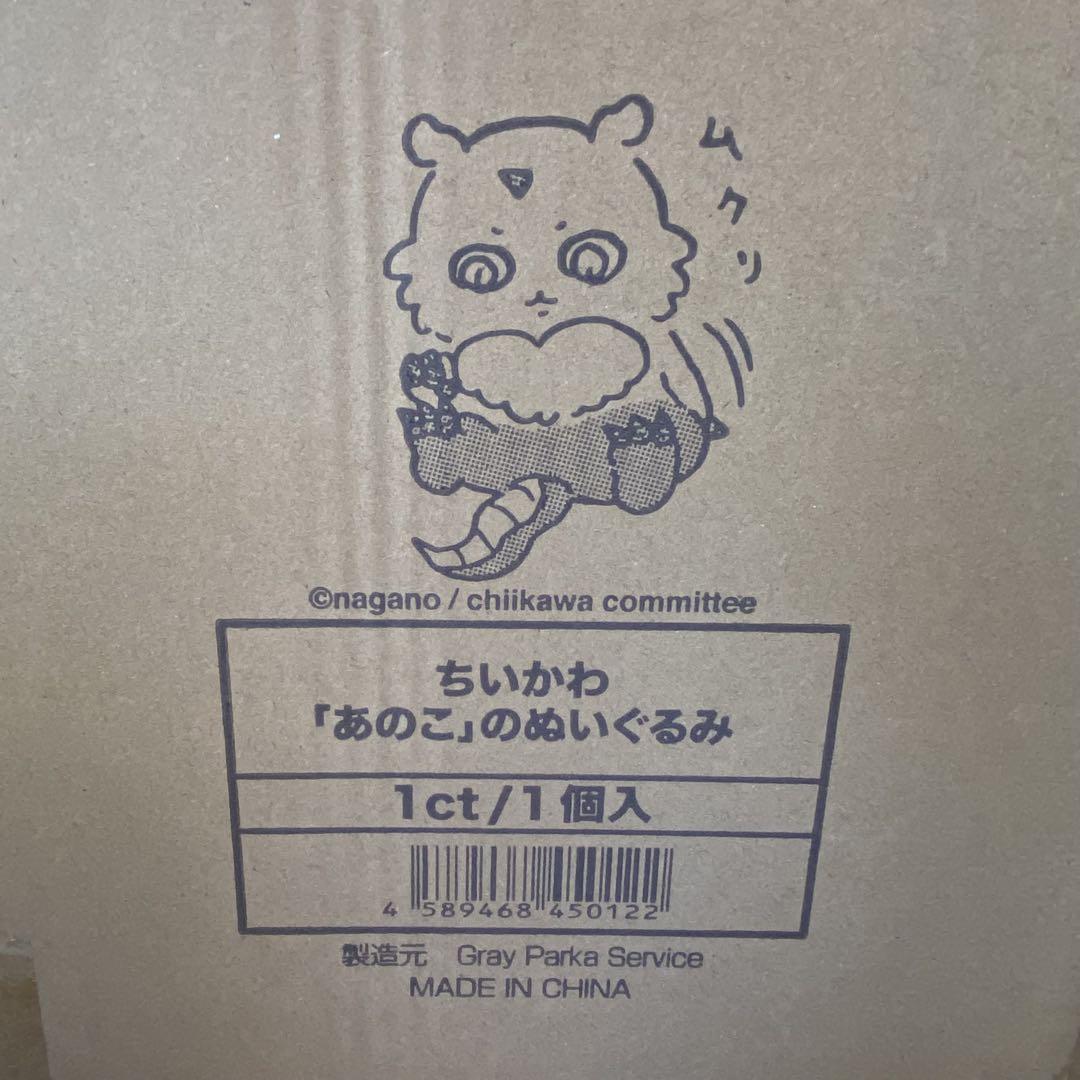 ムクリ
©nagano / chiikawa committee
ちいかわ
「あのこ」のぬいぐるみ
1ct/1個入
4 589468 450122
製造元 Gray Parka Service
MADE IN CHINA